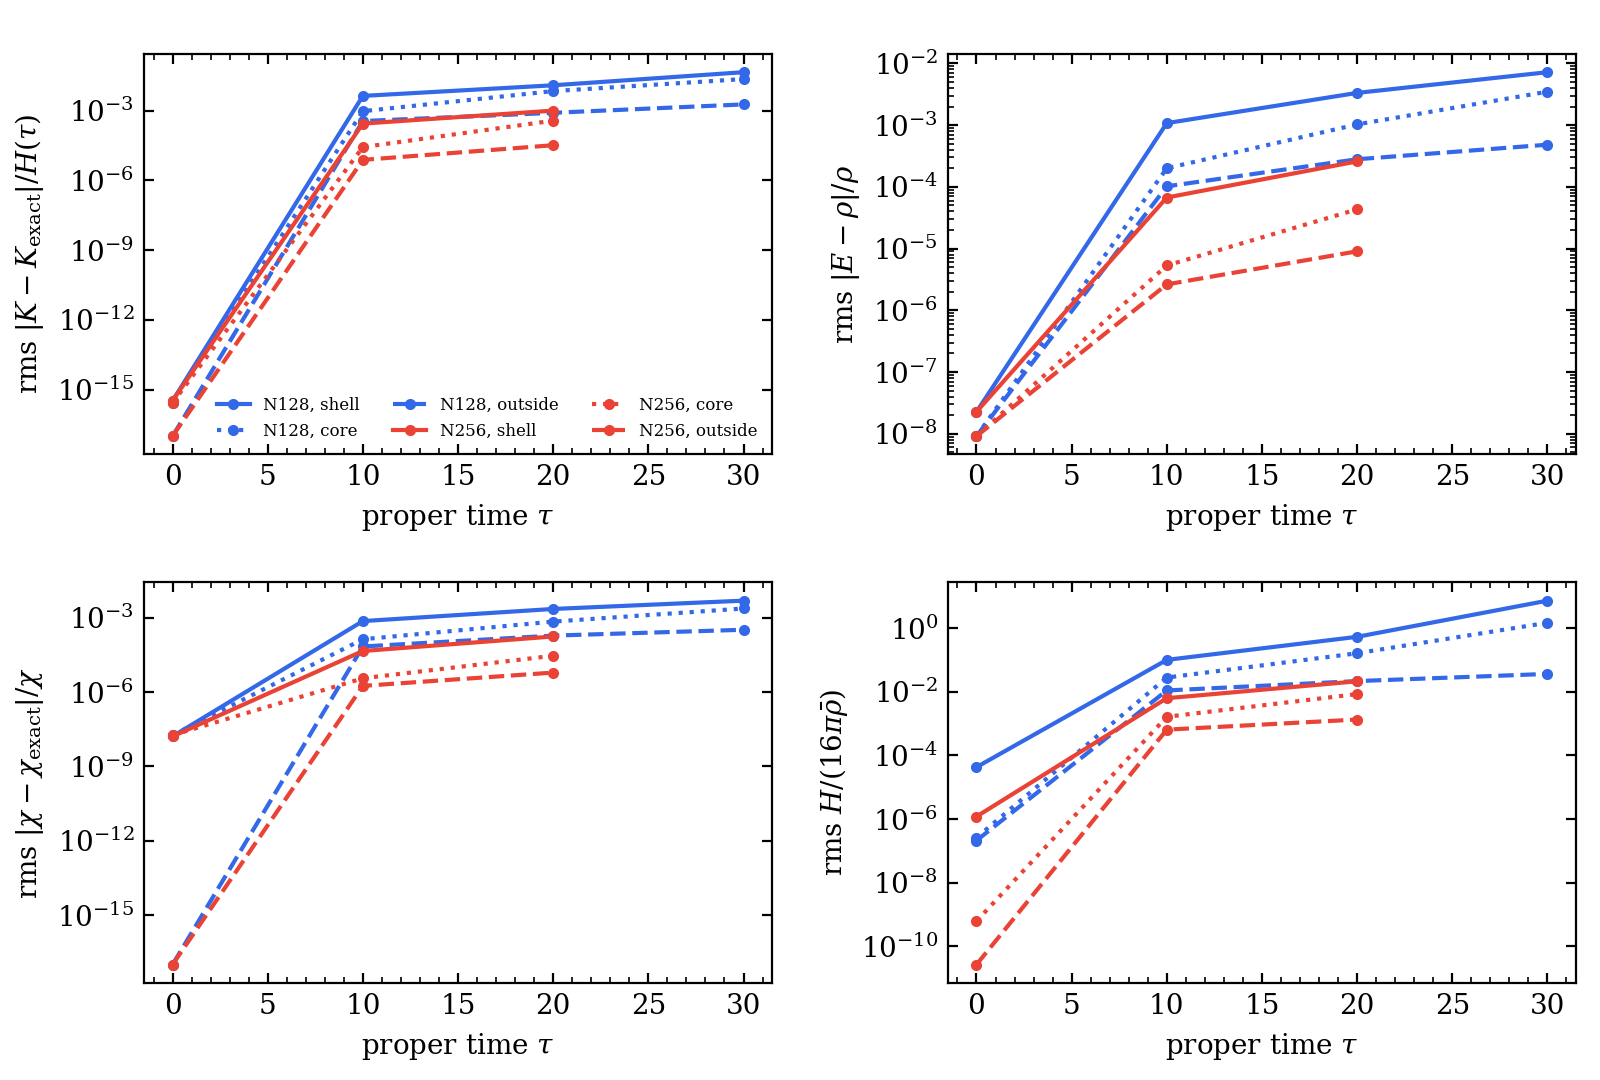 rms |K − K_exact|/H(τ)
10⁻³
10⁻⁶
10⁻⁹
10⁻¹²
10⁻¹⁵
N128, shell
N128, core
N128, outside
N256, shell
N256, core
N256, outside
0 5 10 15 20 25 30
proper time τ
rms |E − ρ|/ρ
10⁻²
10⁻³
10⁻⁴
10⁻⁵
10⁻⁶
10⁻⁷
10⁻⁸
0 5 10 15 20 25 30
proper time τ
rms |χ − χ_exact|/χ
10⁻³
10⁻⁶
10⁻⁹
10⁻¹²
10⁻¹⁵
0 5 10 15 20 25 30
proper time τ
rms H/(16πρ̄)
10⁰
10⁻²
10⁻⁴
10⁻⁶
10⁻⁸
10⁻¹⁰
0 5 10 15 20 25 30
proper time τ